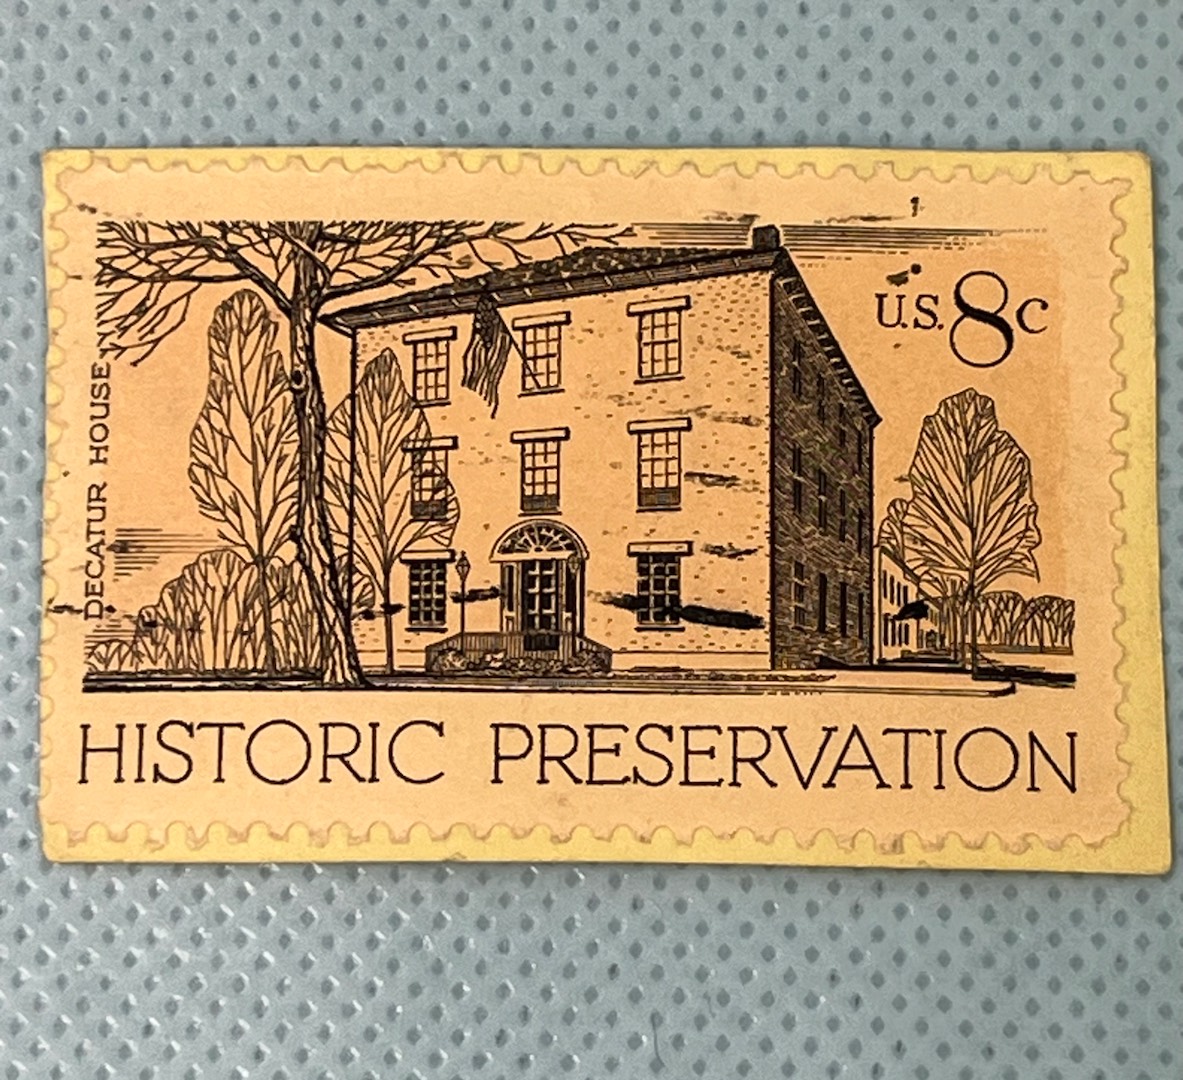 U.S. 8c
DECATUR HOUSE
HISTORIC PRESERVATION